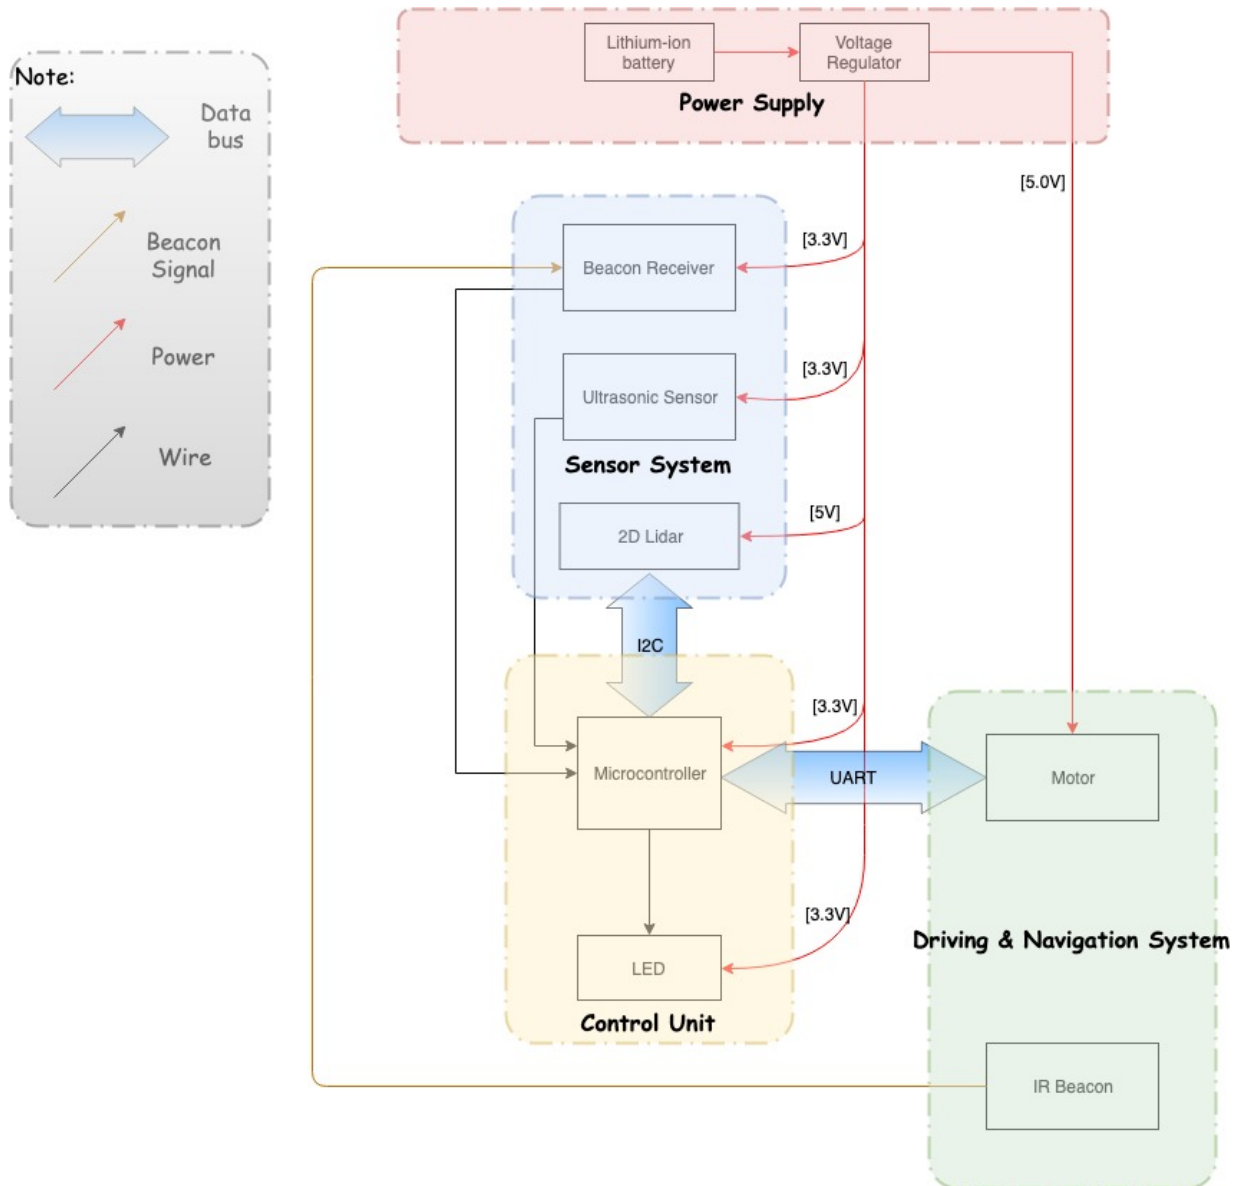 Note:
Data
bus
Beacon
Signal
Power
Wire
Lithium-ion
battery
Voltage
Regulator
Power Supply
[5.0V]
Beacon Receiver
[3.3V]
Ultrasonic Sensor
[3.3V]
Sensor System
2D Lidar
[5V]
I2C
[3.3V]
Microcontroller
UART
Motor
[3.3V]
LED
Control Unit
Driving & Navigation System
IR Beacon